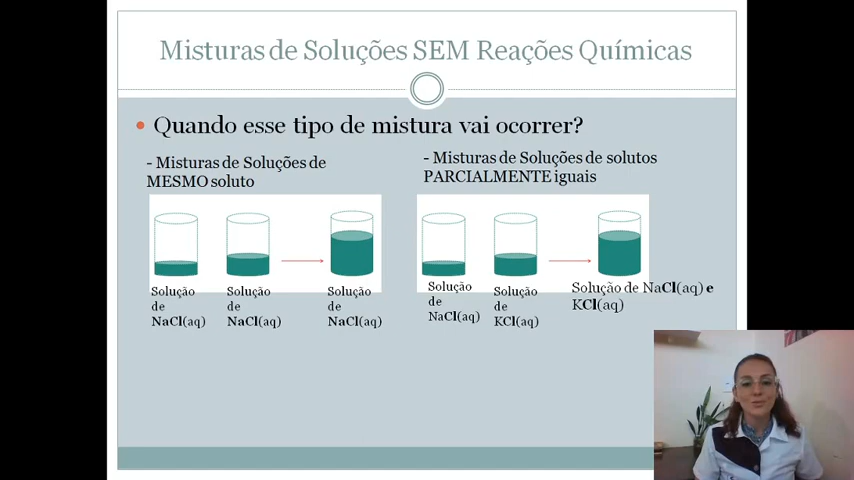 Misturas de Soluções SEM Reações Químicas
Quando esse tipo de mistura vai ocorrer?
- Misturas de Soluções de
MESMO soluto
- Misturas de Soluções de solutos
PARCIALMENTE iguais
Solução
de
NaCl(aq)
Solução
de
NaCl(aq)
Solução
de
NaCl(aq)
Solução
de
NaCl(aq)
Solução
de
KCl(aq)
Solução de NaCl(aq) e
KCl(aq)